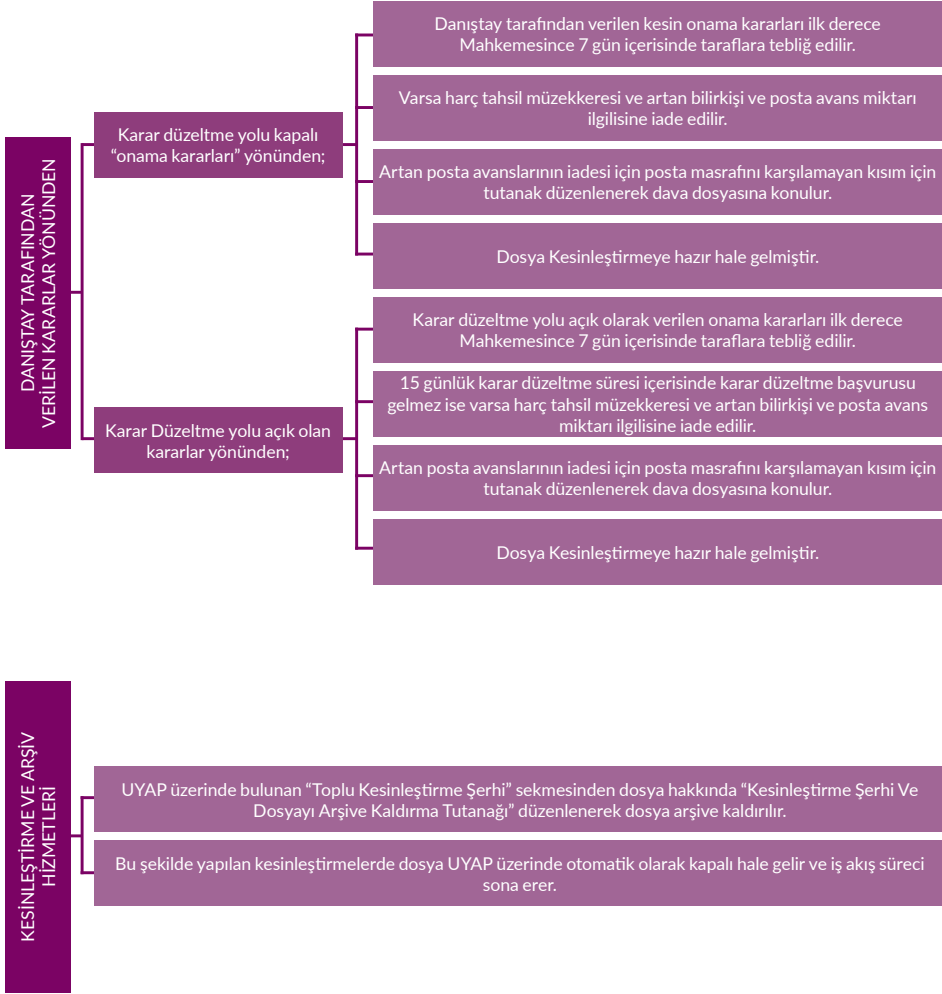 DANIŞTAY TARAFINDAN
VERİLEN KARARLAR YÖNÜNDEN
Karar düzeltme yolu kapalı
“onama kararları” yönünden;
Danıştay tarafından verilen kesin onama kararları ilk derece
Mahkemesince 7 gün içerisinde taraflara tebliğ edilir.
Varsa harç tahsil müzekkeresi ve artan bilirkişi ve posta avans miktarı
ilgilisine iade edilir.
Artan posta avanslarının iadesi için posta masrafını karşılamayan kısım için
tutanak düzenlenerek dava dosyasına konulur.
Dosya Kesinleştirmeye hazır hale gelmiştir.
Karar Düzeltme yolu açık olan
kararlar yönünden;
Karar düzeltme yolu açık olarak verilen onama kararları ilk derece
Mahkemesince 7 gün içerisinde taraflara tebliğ edilir.
15 günlük karar düzeltme süresi içerisinde karar düzeltme başvurusu
gelmez ise varsa harç tahsil müzekkeresi ve artan bilirkişi ve posta avans
miktarı ilgilisine iade edilir.
Artan posta avanslarının iadesi için posta masrafını karşılamayan kısım için
tutanak düzenlenerek dava dosyasına konulur.
Dosya Kesinleştirmeye hazır hale gelmiştir.
KESİNLEŞTİRME VE ARŞİV
HİZMETLERİ
UYAP üzerinde bulunan “Toplu Kesinleştirme Şerhi” sekmesinden dosya hakkında “Kesinleştirme Şerhi Ve
Dosyayı Arşive Kaldırma Tutanağı” düzenlenerek dosya arşive kaldırılır.
Bu şekilde yapılan kesinleştirmelerde dosya UYAP üzerinde otomatik olarak kapalı hale gelir ve iş akış süreci
sona erer.